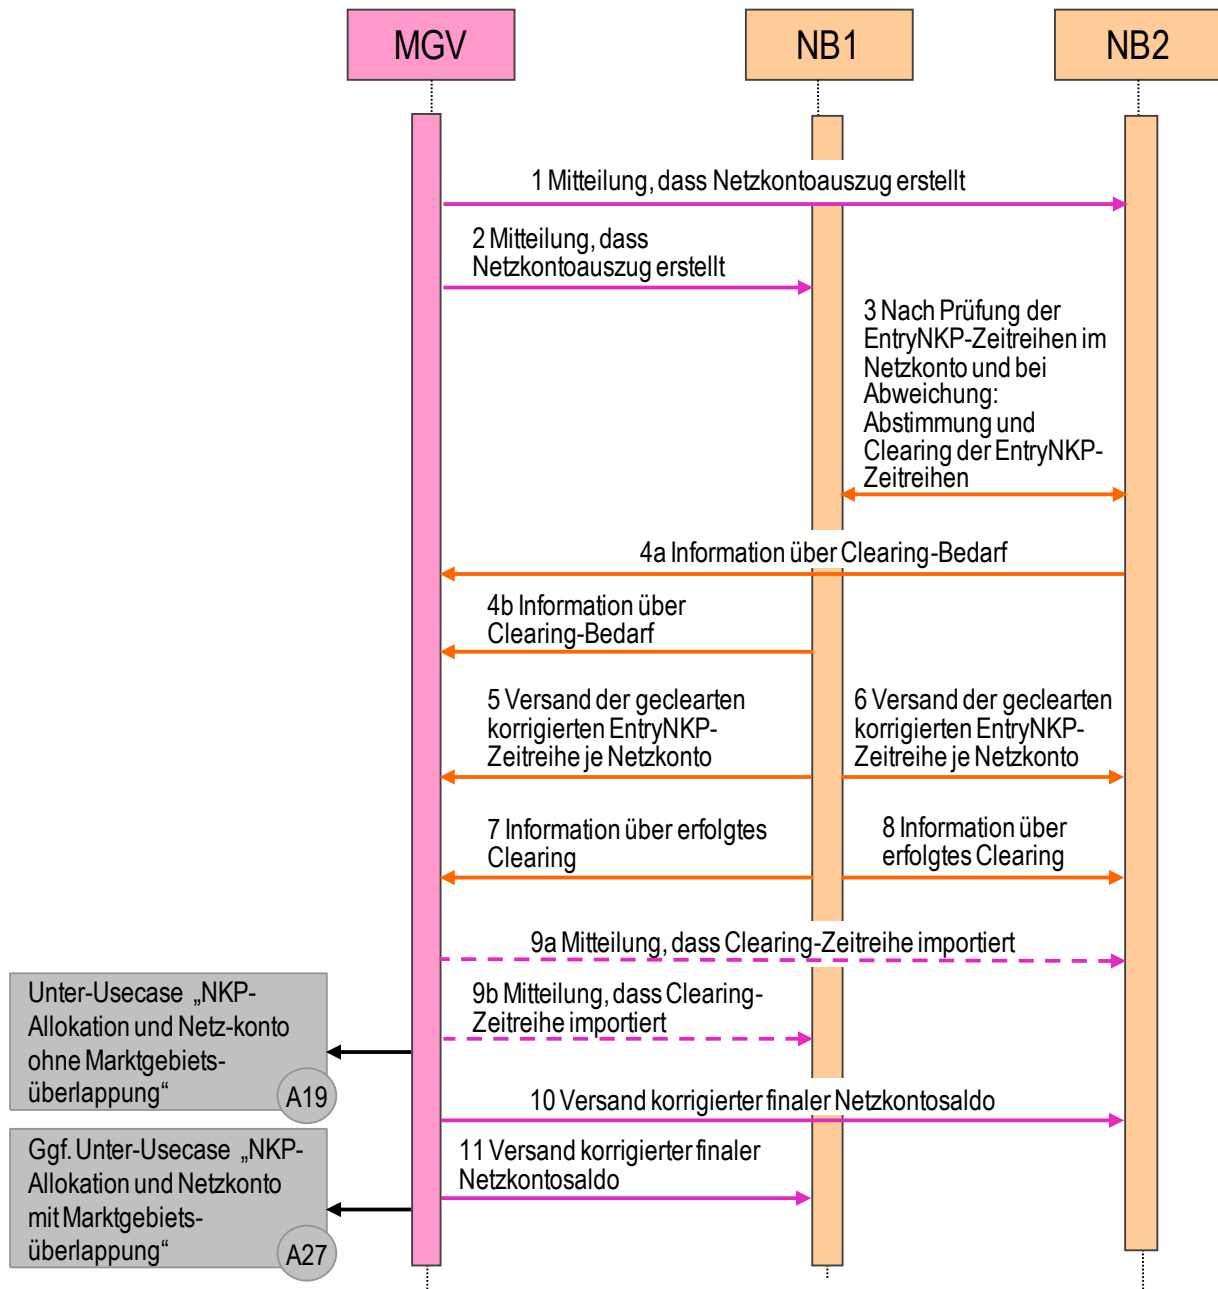 MGV
NB1
NB2
1 Mitteilung, dass Netzkontoauszug erstellt
2 Mitteilung, dass
Netzkontoauszug erstellt
3 Nach Prüfung der
EntryNKP-Zeitreihen im
Netzkonto und bei
Abweichung:
Abstimmung und
Clearing der EntryNKP-
Zeitreihen
4a Information über Clearing-Bedarf
4b Information über
Clearing-Bedarf
5 Versand der geclearten
korrigierten EntryNKP-
Zeitreihe je Netzkonto
6 Versand der geclearten
korrigierten EntryNKP-
Zeitreihe je Netzkonto
7 Information über erfolgtes
Clearing
8 Information über
erfolgtes Clearing
9a Mitteilung, dass Clearing-Zeitreihe importiert
9b Mitteilung, dass Clearing-
Zeitreihe importiert
Unter-Usecase „NKP-
Allokation und Netz-konto
ohne Marktgebiets-
überlappung“
A19
10 Versand korrigierter finaler Netzkontosaldo
11 Versand korrigierter finaler
Netzkontosaldo
Ggf. Unter-Usecase „NKP-
Allokation und Netzkonto
mit Marktgebiets-
überlappung“
A27